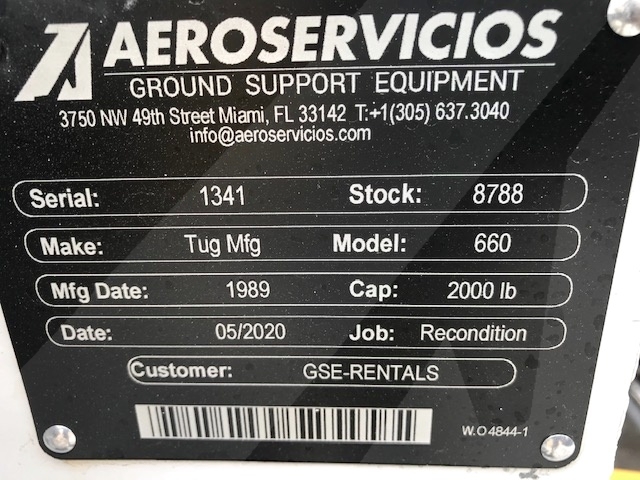 AEROSERVICIOS
GROUND SUPPORT EQUIPMENT
3750 NW 49th Street Miami, FL 33142 T:+1(305) 637.3040
info@aeroservicios.com
Serial: 1341 Stock: 8788
Make: Tug Mfg Model: 660
Mfg Date: 1989 Cap: 2000 lb
Date: 05/2020 Job: Recondition
Customer: GSE-RENTALS
W.O 4844-1